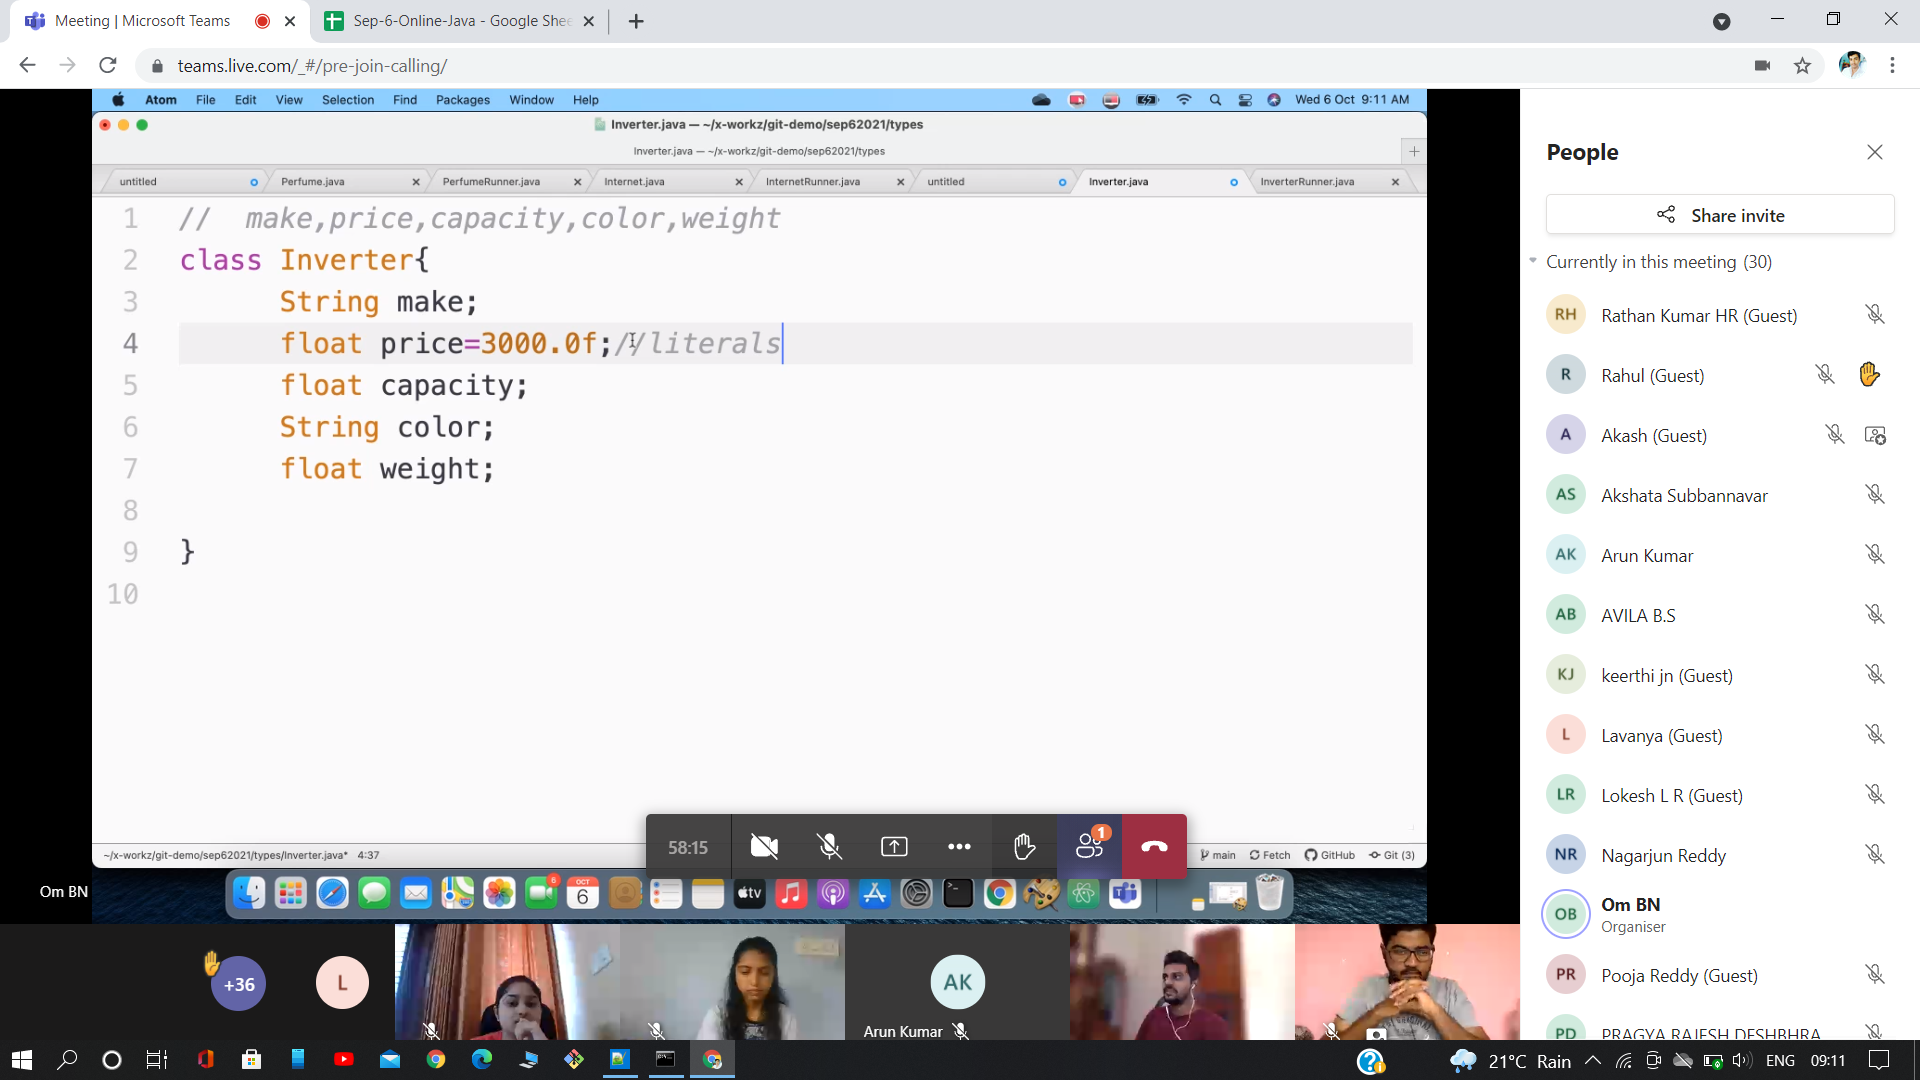 Meeting | Microsoft Teams
Sep-6-Online-Java - Google Shee
teams.live.com/_#/pre-join-calling/
Atom File Edit View Selection Find Packages Window Help
Wed 6 Oct 9:11 AM
Inverter.java — ~/x-workz/git-demo/sep62021/types
Inverter.java — ~/x-workz/git-demo/sep62021/types
untitled Perfume.java PerfumeRunner.java Internet.java InternetRunner.java untitled Inverter.java InverterRunner.java
1 // make,price,capacity,color,weight
2 class Inverter{
3 String make;
4 float price=3000.0f;//literals
5 float capacity;
6 String color;
7 float weight;
8
9 }
10
~/x-workz/git-demo/sep62021/types/Inverter.java* 4:37
58:15
1
main Fetch GitHub Git (3)
6
OCT
6
tv
Om BN
+36
L
AK
Arun Kumar
People
Share invite
Currently in this meeting (30)
RH Rathan Kumar HR (Guest)
R Rahul (Guest)
A Akash (Guest)
AS Akshata Subbannavar
AK Arun Kumar
AB AVILA B.S
KJ keerthi jn (Guest)
L Lavanya (Guest)
LR Lokesh L R (Guest)
NR Nagarjun Reddy
OB Om BN
Organiser
PR Pooja Reddy (Guest)
PD PRAGYA RAJESH DESHBHRA
21°C Rain
ENG
09:11